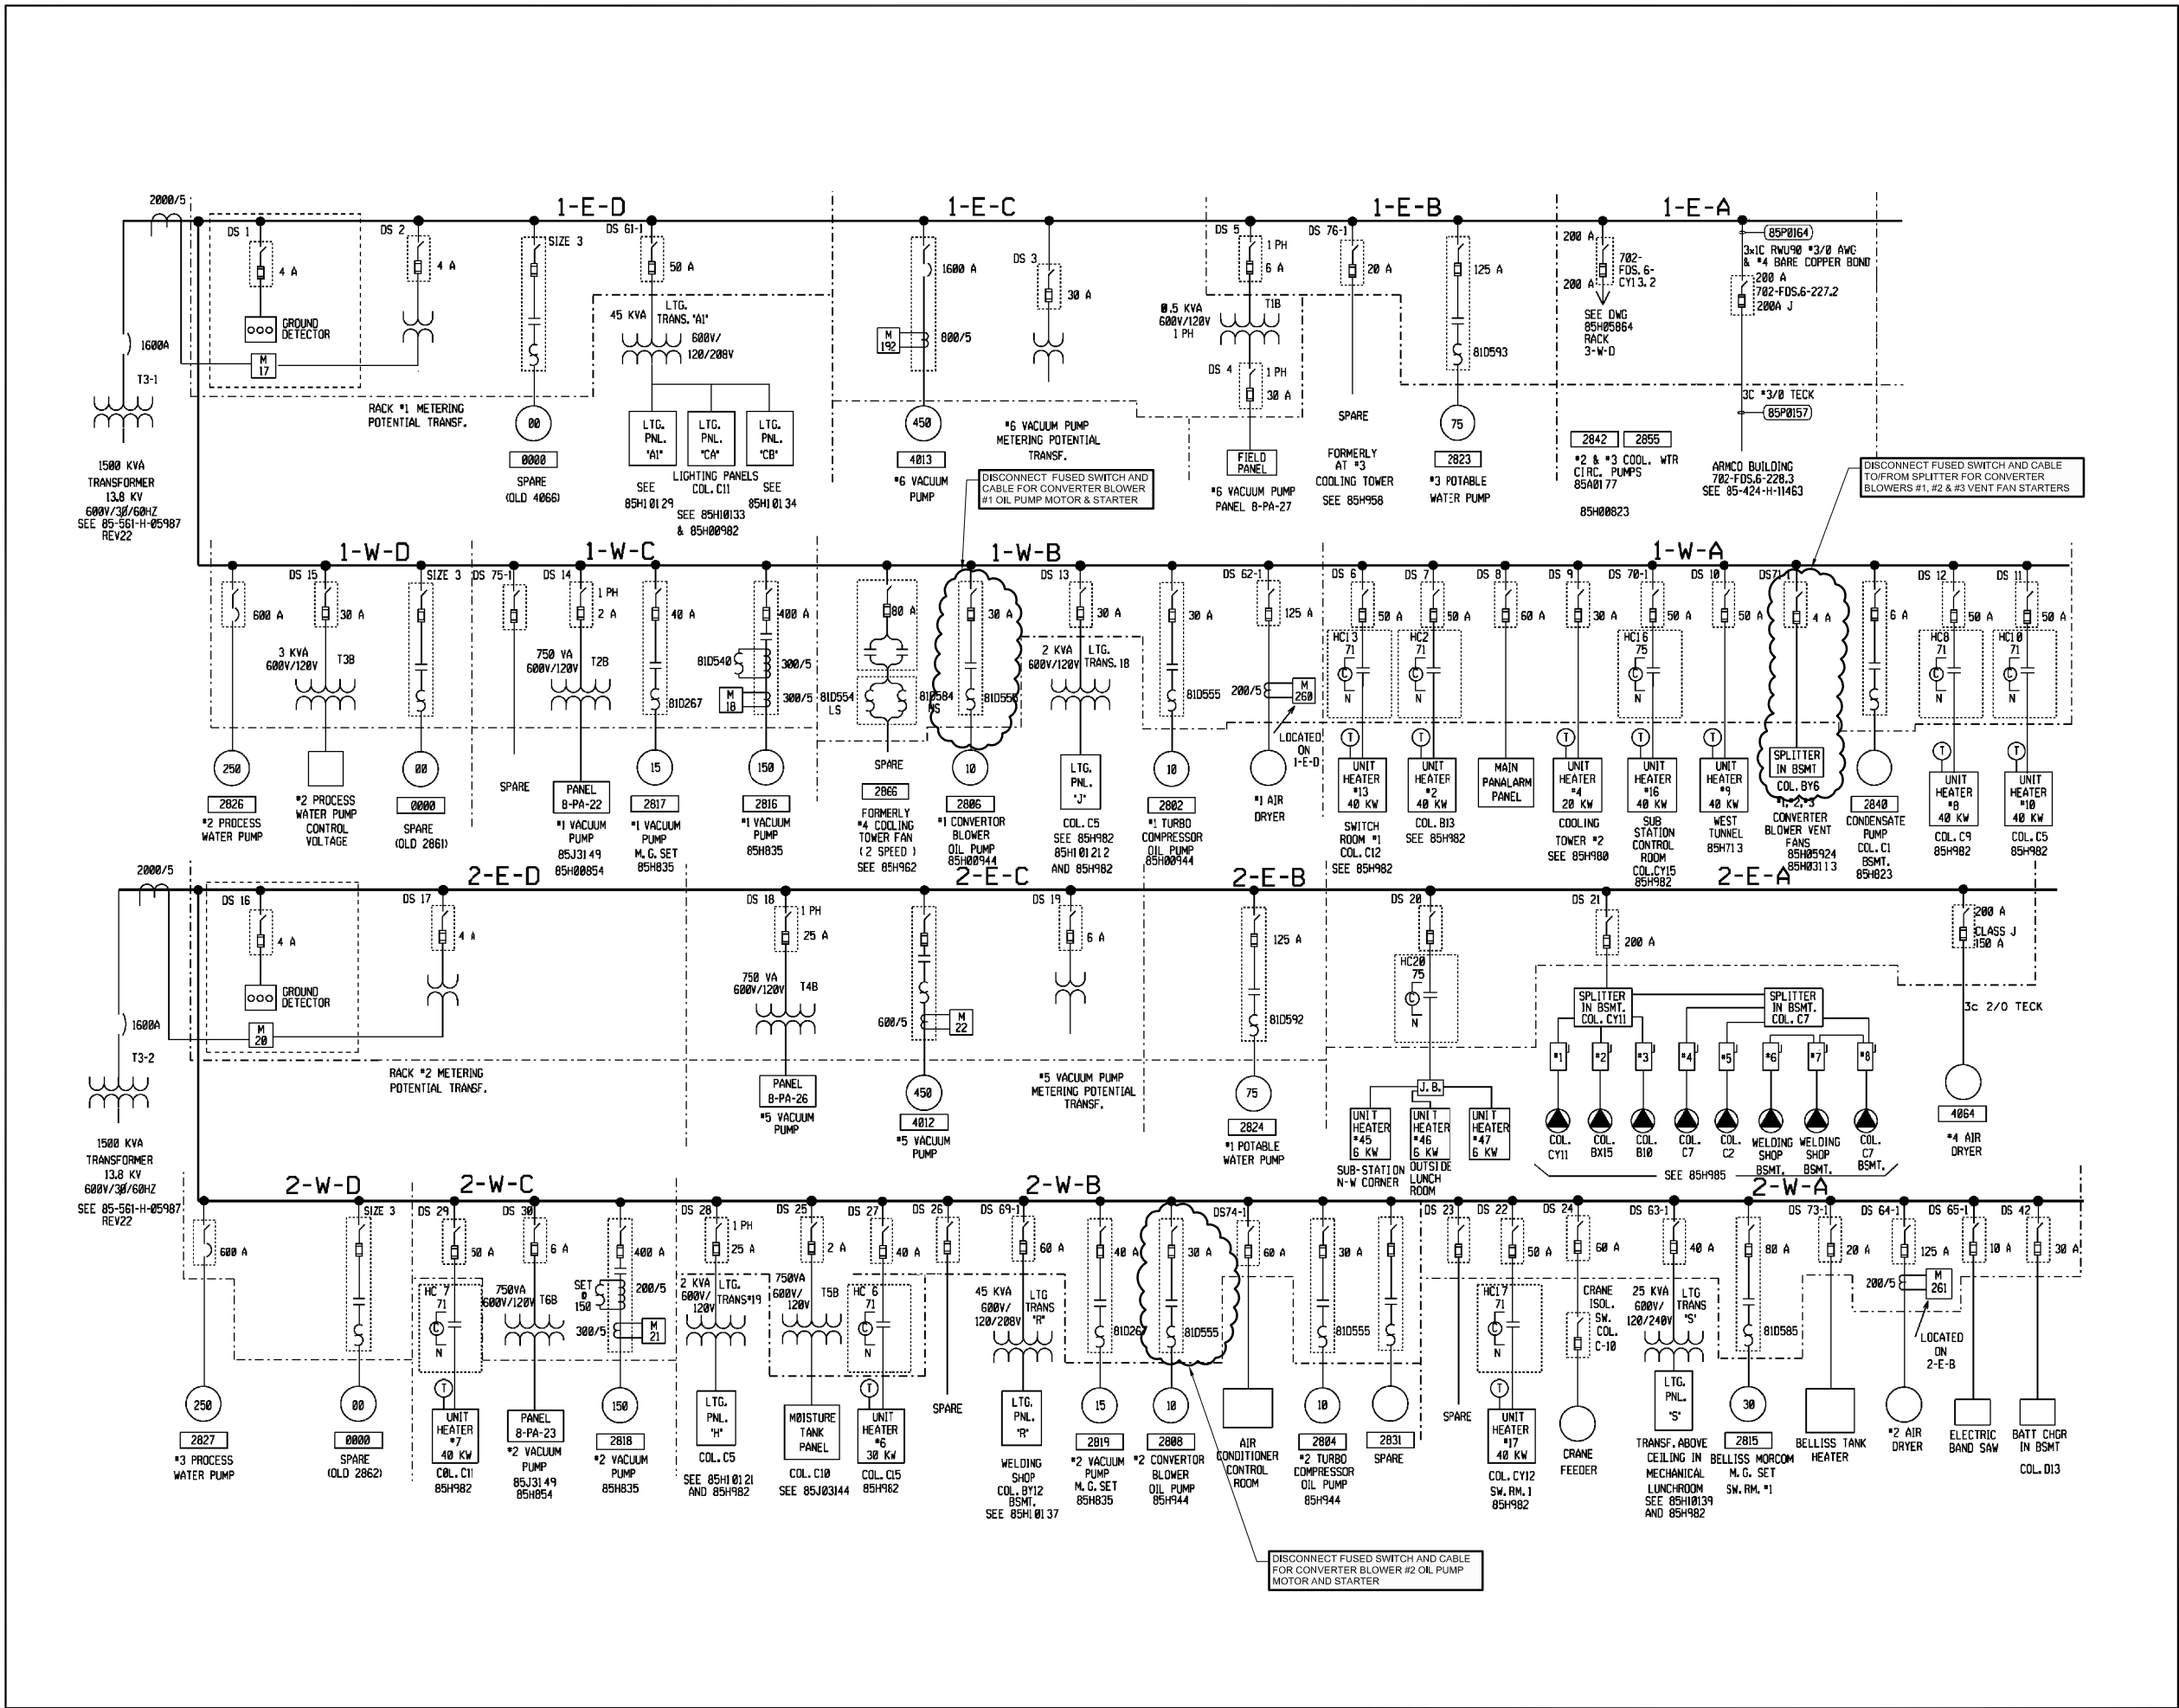 1-E-D
1-E-C
1-E-B
1-E-A
2000/5
DS 1
4 A
GROUND
DETECTOR
M
17
DS 2
4 A
RACK #1 METERING
POTENTIAL TRANSF.
1600A
T3-1
1500 KVA
TRANSFORMER
13.8 KV
600V/3Ø/60HZ
SEE 85-561-H-05987
REV22
SIZE 3
00
0000
SPARE
(OLD 4066)
DS 61-1
50 A
45 KVA
LTG.
TRANS. "A1"
600V/
120/208V
LTG.
PNL.
"A1"
LTG.
PNL.
"CA"
LTG.
PNL.
"CB"
LIGHTING PANELS
COL. C11
SEE
85H10129
SEE
85H10134
SEE 85H10133
& 85H00982
1600 A
M
192
800/5
450
4013
#6 VACUUM
PUMP
DS 3
30 A
#6 VACUUM PUMP
METERING POTENTIAL
TRANSF.
DISCONNECT FUSED SWITCH AND
CABLE FOR CONVERTER BLOWER
#1 OIL PUMP MOTOR & STARTER
DS 5
1 PH
6 A
0.5 KVA
600V/120V
1 PH
T1B
DS 4
1 PH
30 A
FIELD
PANEL
#6 VACUUM PUMP
PANEL 8-PA-27
DS 76-1
20 A
SPARE
FORMERLY
AT #3
COOLING TOWER
SEE 85H958
125 A
81D593
75
2823
#3 POTABLE
WATER PUMP
200 A
702-
FDS.6-
CY13.2
200 A
SEE DWG
85H05864
RACK
3-W-D
2842
2855
#2 & #3 COOL. WTR
CIRC. PUMPS
85A0177
85H00823
85P0164
3x1C RWU90 #3/0 AWG
& #4 BARE COPPER BOND
200 A
702-FDS.6-227.2
200A J
3C #3/0 TECK
85P0157
ARMCO BUILDING
702-FDS.6-228.3
SEE 85-424-H-11463
DISCONNECT FUSED SWITCH AND CABLE
TO/FROM SPLITTER FOR CONVERTER
BLOWERS #1, #2 & #3 VENT FAN STARTERS
1-W-D
1-W-C
1-W-B
1-W-A
600 A
250
2826
#2 PROCESS
WATER PUMP
DS 15
30 A
3 KVA
600V/120V
T3B
#2 PROCESS
WATER PUMP
CONTROL
VOLTAGE
SIZE 3
00
0000
SPARE
(OLD 2861)
DS 75-1
SPARE
DS 14
1 PH
2 A
750 VA
600V/120V
T2B
PANEL
8-PA-22
#1 VACUUM
PUMP
85J3149
85H00854
40 A
81D267
15
2817
#1 VACUUM
PUMP
M.G. SET
85H835
400 A
81D540
300/5
M
18
300/5
150
2816
#1 VACUUM
PUMP
85H835
80 A
81D554
LS
81D584
HS
SPARE
2866
FORMERLY
#4 COOLING
TOWER FAN
( 2 SPEED )
SEE 85H962
30 A
81D555
10
2806
#1 CONVERTOR
BLOWER
OIL PUMP
85H00944
DS 13
30 A
2 KVA
600V/120V
LTG.
TRANS. 18
LTG.
PNL.
"J"
COL. C5
SEE 85H982
85H101212
AND 85H982
30 A
81D555
10
2802
#1 TURBO
COMPRESSOR
OIL PUMP
85H00944
DS 62-1
125 A
200/5
M
260
LOCATED
ON
1-E-D
#1 AIR
DRYER
DS 6
50 A
HC13
71
C
N
T
UNIT
HEATER
#13
40 KW
SWITCH
ROOM #1
COL. C12
SEE 85H982
DS 7
50 A
HC2
71
C
N
T
UNIT
HEATER
#2
40 KW
COL. B13
SEE 85H982
DS 8
60 A
MAIN
PANALARM
PANEL
DS 9
30 A
T
UNIT
HEATER
#4
20 KW
COOLING
TOWER #2
SEE 85H980
DS 70-1
50 A
HC16
75
C
N
T
UNIT
HEATER
#16
40 KW
SUB
STATION
CONTROL
ROOM
COL.CY15
85H982
DS 10
50 A
T
UNIT
HEATER
#9
40 KW
WEST
TUNNEL
85H713
DS71-1
4 A
SPLITTER
IN BSMT
COL. BY6
#1, #2, #3
CONVERTER
BLOWER VENT
FANS
85H05924
85H03113
6 A
2840
CONDENSATE
PUMP
COL. C1
BSMT.
85H823
DS 12
50 A
HC8
71
C
N
T
UNIT
HEATER
#8
40 KW
COL. C9
85H982
DS 11
50 A
HC10
71
C
N
T
UNIT
HEATER
#10
40 KW
COL. C5
85H982
2-E-D
2-E-C
2-E-B
2-E-A
2000/5
DS 16
4 A
GROUND
DETECTOR
M
20
DS 17
4 A
RACK #2 METERING
POTENTIAL TRANSF.
1600A
T3-2
1500 KVA
TRANSFORMER
13.8 KV
600V/3Ø/60HZ
SEE 85-561-H-05987
REV22
DS 18
1 PH
25 A
750 VA
600V/120V
T4B
PANEL
8-PA-26
#5 VACUUM
PUMP
600/5
M
22
450
4012
#5 VACUUM
PUMP
DS 19
6 A
#5 VACUUM PUMP
METERING POTENTIAL
TRANSF.
125 A
81D592
75
2824
#1 POTABLE
WATER PUMP
DS 20
HC20
75
C
N
J.B.
UNIT
HEATER
#45
6 KW
UNIT
HEATER
#46
6 KW
UNIT
HEATER
#47
6 KW
SUB-STATION
N-W CORNER
OUTSIDE
LUNCH
ROOM
DS 21
200 A
SPLITTER
IN BSMT.
COL. CY11
SPLITTER
IN BSMT.
COL. C7
#1
#2
#3
#4
#5
#6
#7
#8
COL.
CY11
COL.
BX15
COL.
B10
COL.
C7
COL.
C2
WELDING
SHOP
BSMT.
WELDING
SHOP
BSMT.
COL.
C7
BSMT.
SEE 85H985
200 A
CLASS J
150 A
3c 2/0 TECK
4064
#4 AIR
DRYER
2-W-D
2-W-C
2-W-B
2-W-A
600 A
250
2827
#3 PROCESS
WATER PUMP
SIZE 3
00
0000
SPARE
(OLD 2862)
DS 29
50 A
HC 7
71
C
N
T
UNIT
HEATER
#7
40 KW
COL. C11
85H982
DS 30
6 A
750VA
600V/120V
T6B
PANEL
8-PA-23
#2 VACUUM
PUMP
85J3149
85H854
400 A
SET
@
150
200/5
300/5
M
21
150
2818
#2 VACUUM
PUMP
85H835
DS 28
1 PH
25 A
2 KVA
600V/
120V
LTG.
TRANS#19
LTG.
PNL.
"H"
COL. C5
SEE 85H10121
AND 85H982
DS 25
2 A
750VA
600V/
120V
T5B
MOISTURE
TANK
PANEL
COL. C10
SEE 85J03144
DS 27
40 A
HC 6
71
C
N
T
UNIT
HEATER
#6
30 KW
COL. C15
85H982
DS 26
SPARE
DS 69-1
60 A
45 KVA
600V/
120/208V
LTG
TRANS
"R"
LTG.
PNL.
"R"
WELDING
SHOP
COL. BY12
BSMT.
SEE 85H10137
40 A
81D267
15
2819
#2 VACUUM
PUMP
M.G. SET
85H835
30 A
81D555
10
2808
#2 CONVERTOR
BLOWER
OIL PUMP
85H944
DS74-1
60 A
AIR
CONDITIONER
CONTROL
ROOM
30 A
81D555
10
2804
#2 TURBO
COMPRESSOR
OIL PUMP
85H944
2831
SPARE
DS 23
SPARE
DS 22
50 A
HC17
71
C
N
T
UNIT
HEATER
#17
40 KW
COL. CY12
SW. RM. 1
85H982
DS 24
60 A
CRANE
ISOL.
SW.
COL.
C-10
CRANE
FEEDER
DS 63-1
40 A
25 KVA
600V/
120/240V
LTG
TRANS
"S"
LTG.
PNL.
"S"
TRANSF. ABOVE
CEILING IN
MECHANICAL
LUNCHROOM
SEE 85H10139
AND 85H982
80 A
81D585
30
2815
BELLISS MORCOM
M.G. SET
SW. RM. #1
DS 73-1
20 A
BELLISS TANK
HEATER
DS 64-1
125 A
200/5
M
261
LOCATED
ON
2-E-B
#2 AIR
DRYER
DS 65-1
10 A
ELECTRIC
BAND SAW
DS 42
30 A
BATT CHGR
IN BSMT
COL. D13
DISCONNECT FUSED SWITCH AND CABLE
FOR CONVERTER BLOWER #2 OIL PUMP
MOTOR AND STARTER